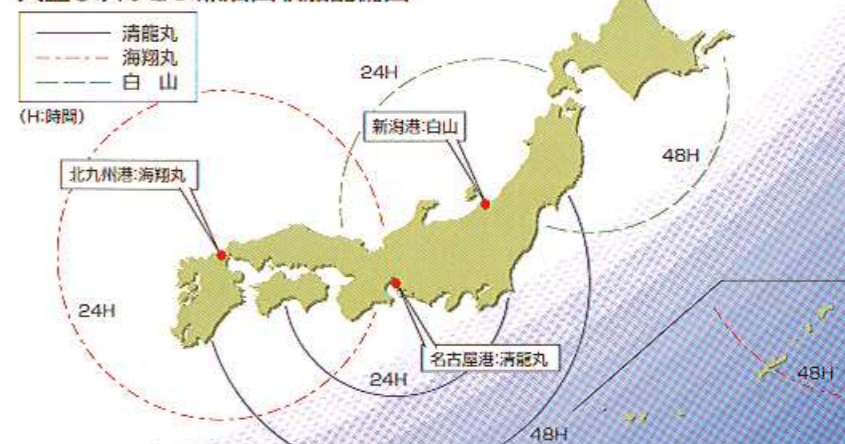 清龍丸
海翔丸
白 山
(H:時間)
24H
新潟港:白山
48H
北九州港:海翔丸
24H
名古屋港:清龍丸
24H
48H
48H